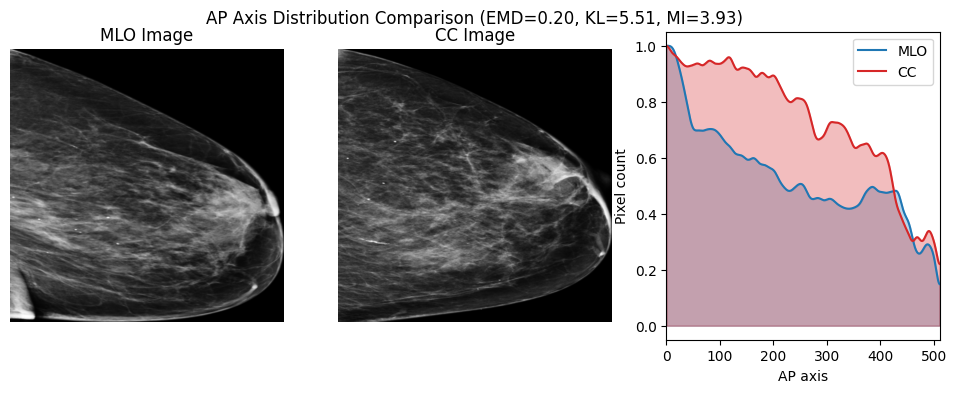 AP Axis Distribution Comparison (EMD=0.20, KL=5.51, MI=3.93)
MLO Image
CC Image
MLO
CC
1.0
0.8
0.6
0.4
0.2
0.0
Pixel count
0
100
200
300
400
500
AP axis